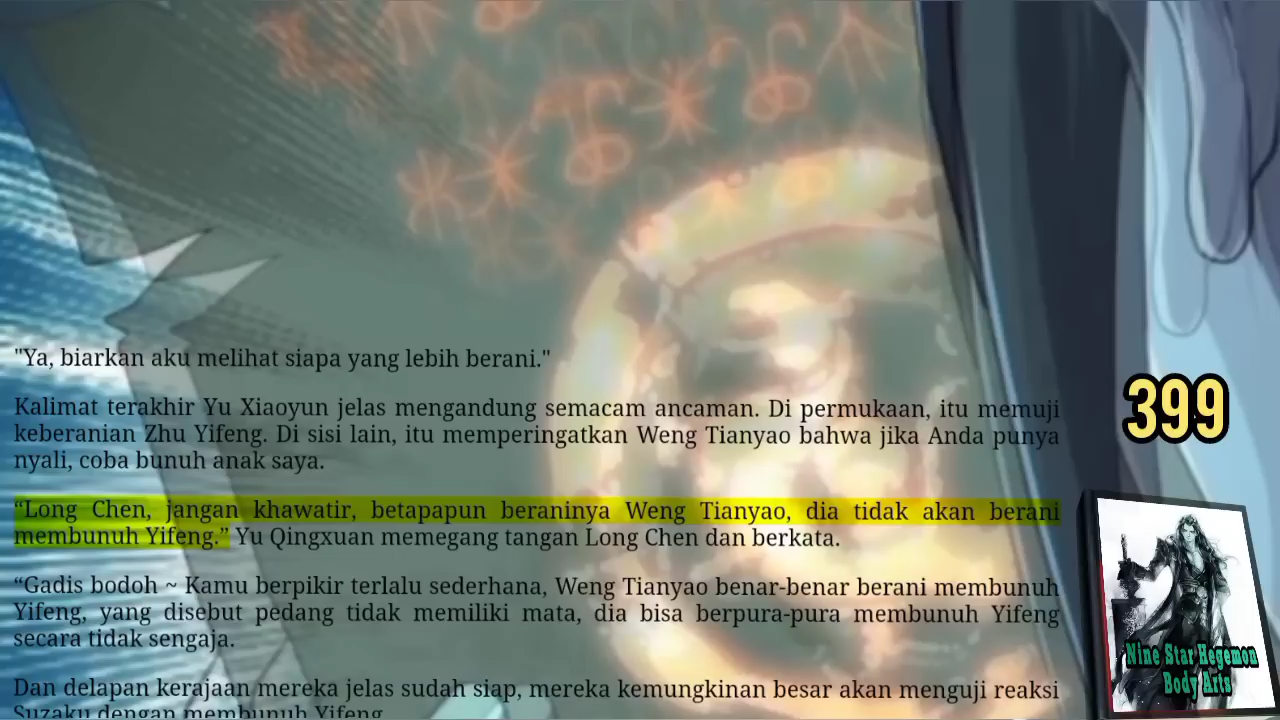 "Ya, biarkan aku melihat siapa yang lebih berani."
Kalimat terakhir Yu Xiaoyun jelas mengandung semacam ancaman. Di permukaan, itu memuji
keberanian Zhu Yifeng. Di sisi lain, itu memperingatkan Weng Tianyao bahwa jika Anda punya
nyali, coba bunuh anak saya.
“Long Chen, jangan khawatir, betapapun beraninya Weng Tianyao, dia tidak akan berani
membunuh Yifeng.” Yu Qingxuan memegang tangan Long Chen dan berkata.
“Gadis bodoh ~ Kamu berpikir terlalu sederhana, Weng Tianyao benar-benar berani membunuh
Yifeng, yang disebut pedang tidak memiliki mata, dia bisa berpura-pura membunuh Yifeng
secara tidak sengaja.
Dan delapan kerajaan mereka jelas sudah siap, mereka kemungkinan besar akan menguji reaksi
Suzaku dengan membunuh Yifeng
399
Nine Star Hegemon
Body Arts